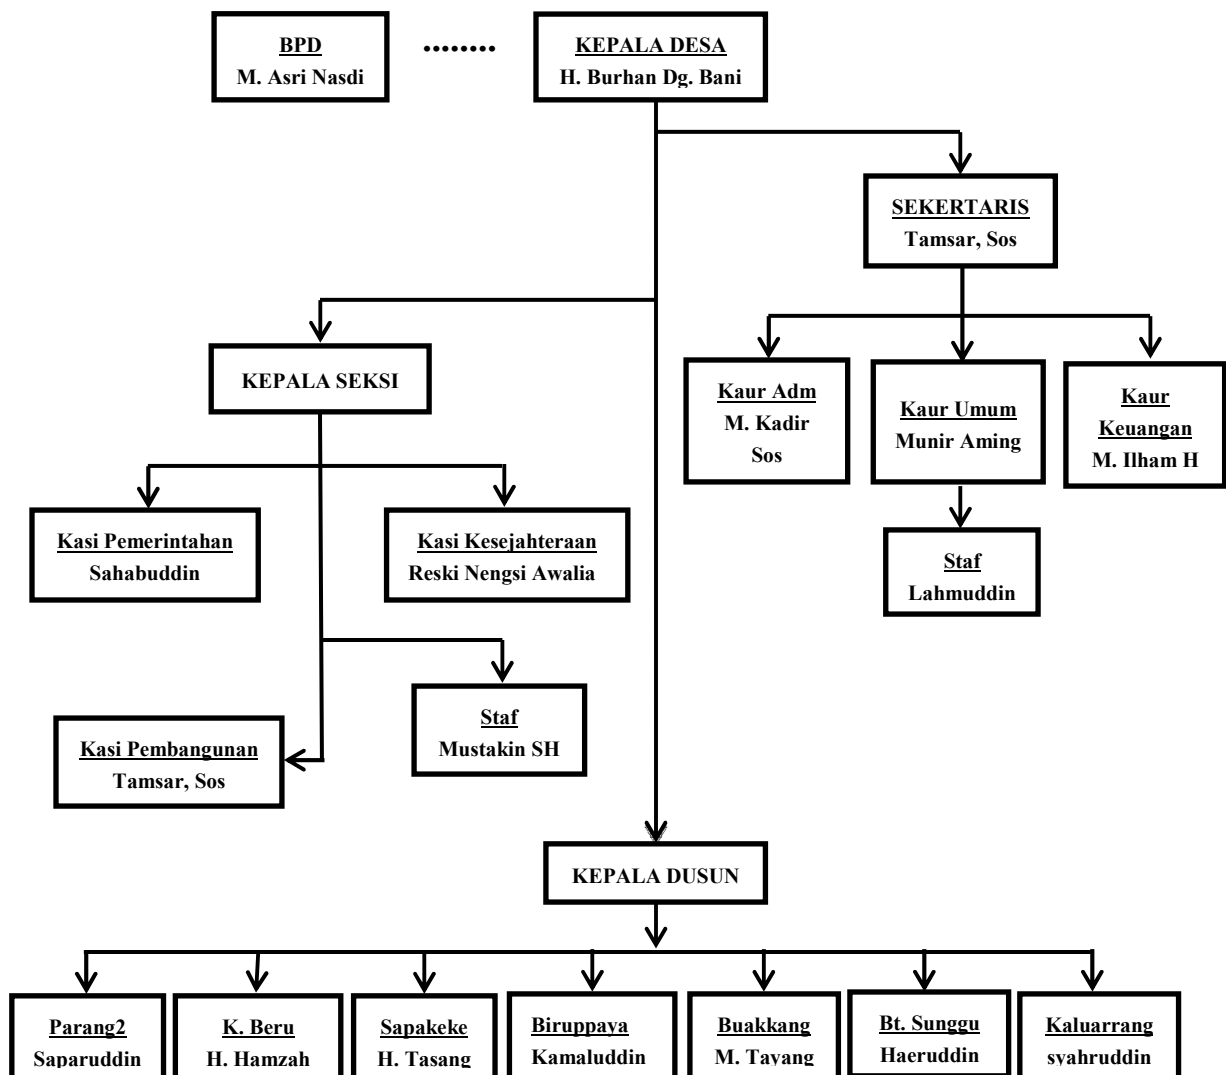 BPD
M. Asri Nasdi
........
KEPALA DESA
H. Burhan Dg. Bani
SEKERTARIS
Tamsar, Sos
KEPALA SEKSI
Kaur Adm
M. Kadir
Sos
Kaur Umum
Munir Aming
Kaur
Keuangan
M. Ilham H
Kasi Pemerintahan
Sahabuddin
Kasi Kesejahteraan
Reski Nengsi Awalia
Staf
Lahmuddin
Kasi Pembangunan
Tamsar, Sos
Staf
Mustakin SH
KEPALA DUSUN
Parang2
Saparuddin
K. Beru
H. Hamzah
Sapakeke
H. Tasang
Biruppaya
Kamaluddin
Buakkang
M. Tayang
Bt. Sunggu
Haeruddin
Kaluarrang
syahruddin